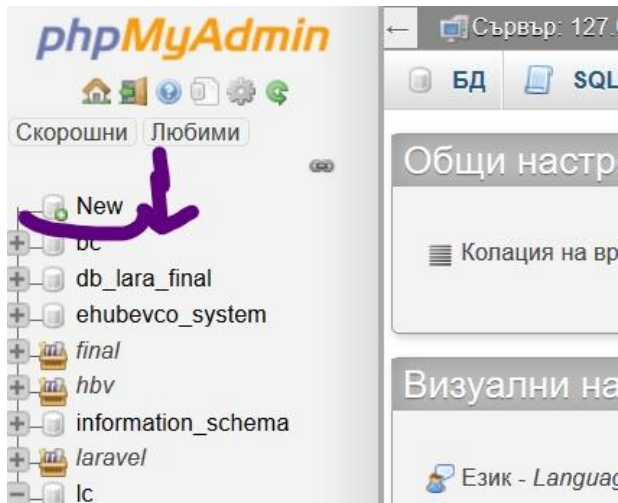 phpMyAdmin
Скорошни Любими
New
bc
db_lara_final
ehubevco_system
final
hbv
information_schema
laravel
lc
Сървър: 127.
БД SQL
Общи настр
Колация на вр
Визуални на
Език - Languag